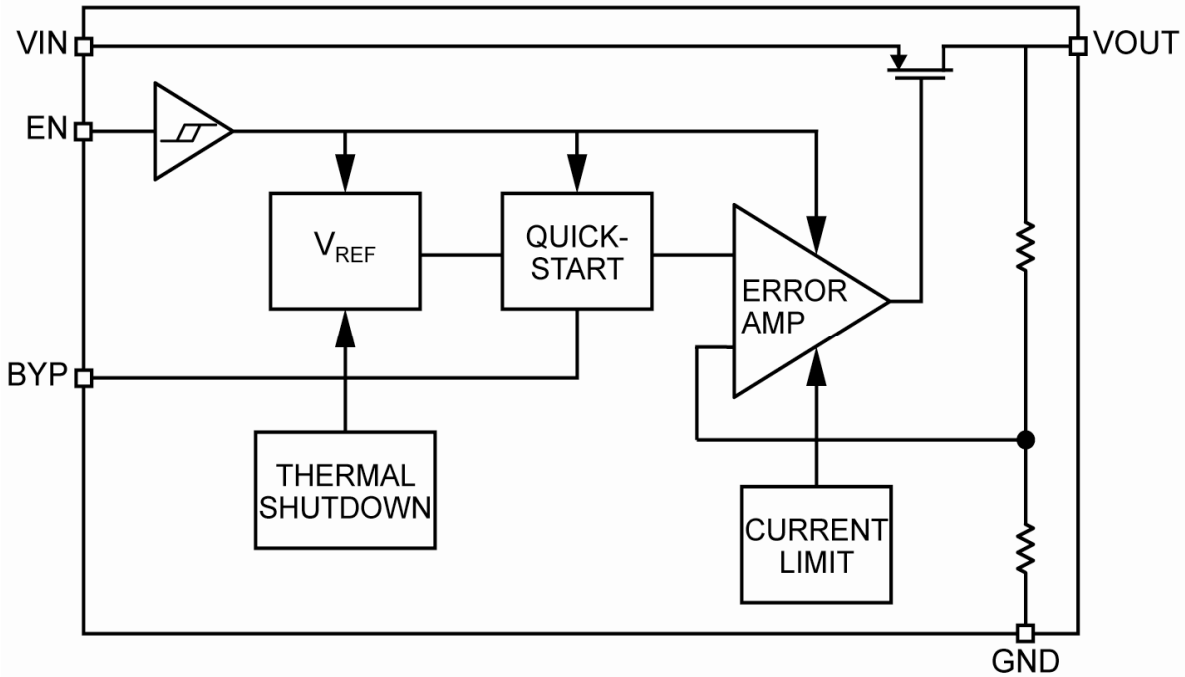 VIN
VOUT
EN
VREF
QUICK-
START
ERROR
AMP
BYP
THERMAL
SHUTDOWN
CURRENT
LIMIT
GND